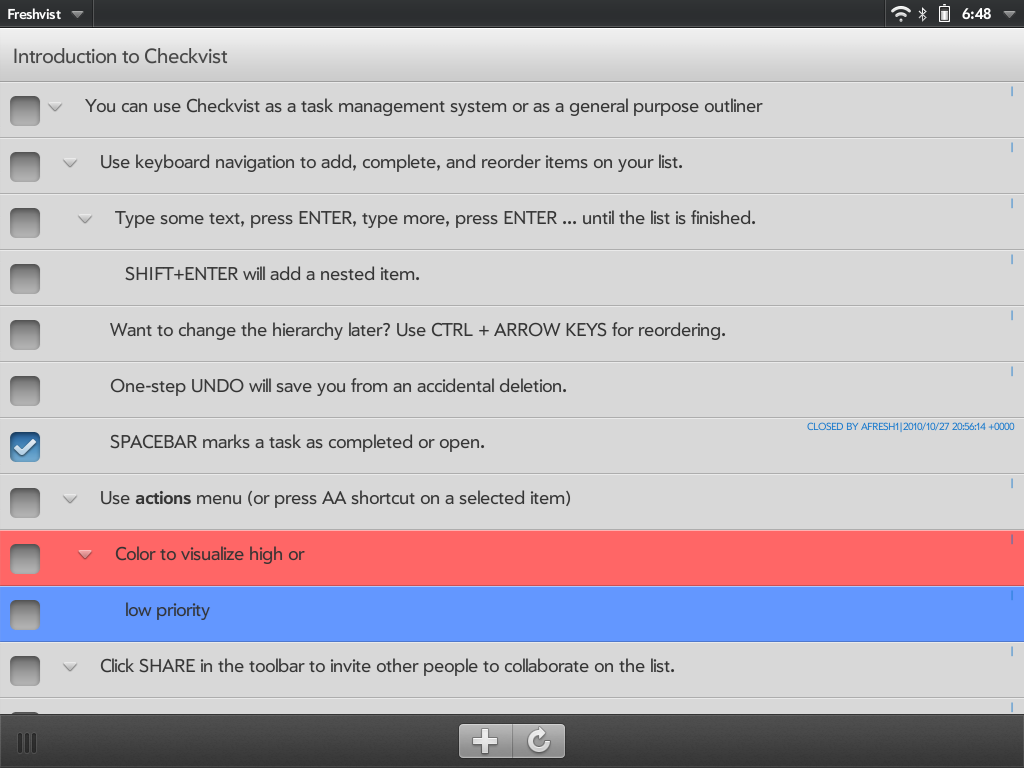 Freshvist
6:48
Introduction to Checkvist
You can use Checkvist as a task management system or as a general purpose outliner
Use keyboard navigation to add, complete, and reorder items on your list.
Type some text, press ENTER, type more, press ENTER ... until the list is finished.
SHIFT+ENTER will add a nested item.
Want to change the hierarchy later? Use CTRL + ARROW KEYS for reordering.
One-step UNDO will save you from an accidental deletion.
CLOSED BY AFRESH1|2010/10/27 20:56:14 +0000
SPACEBAR marks a task as completed or open.
Use actions menu (or press AA shortcut on a selected item)
Color to visualize high or
low priority
Click SHARE in the toolbar to invite other people to collaborate on the list.